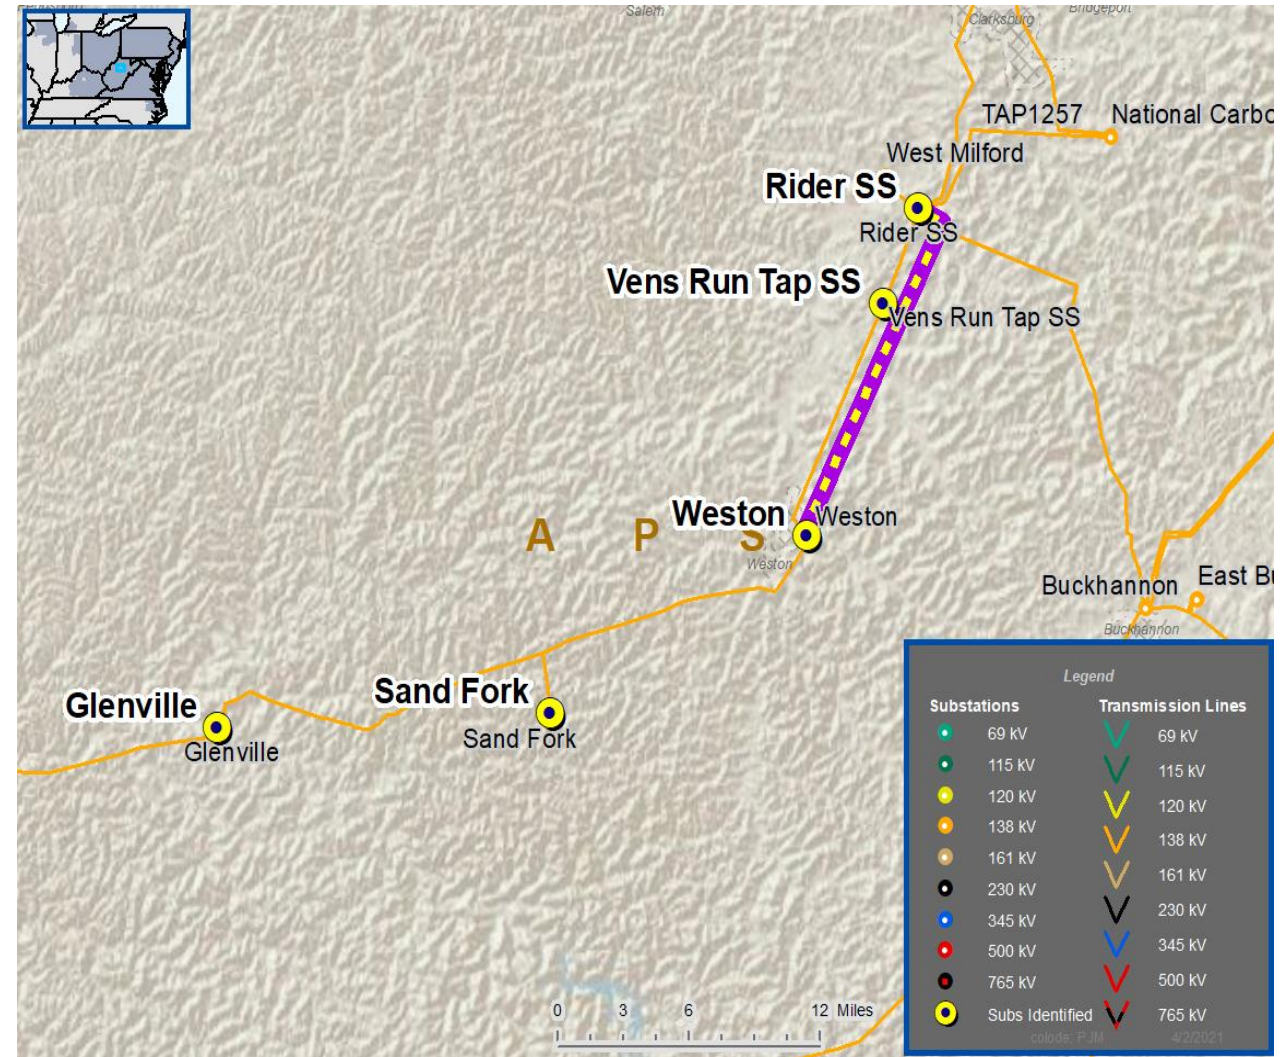 Salem
Clarksburg
Bridgeport
TAP1257
National Carbo
West Milford
Rider SS
Rider SS
Vens Run Tap SS
Vens Run Tap SS
Weston
Weston
A P S
Weston
Buckhannon
East Bu
Buckhannon
Sand Fork
Glenville
Sand Fork
Glenville
Legend
Substations Transmission Lines
69 kV 69 kV
115 kV 115 kV
120 kV 120 kV
138 kV 138 kV
161 kV 161 kV
230 kV 230 kV
345 kV 345 kV
500 kV 500 kV
765 kV 765 kV
Subs Identified
0 3 6 12 Miles
4/2/2021